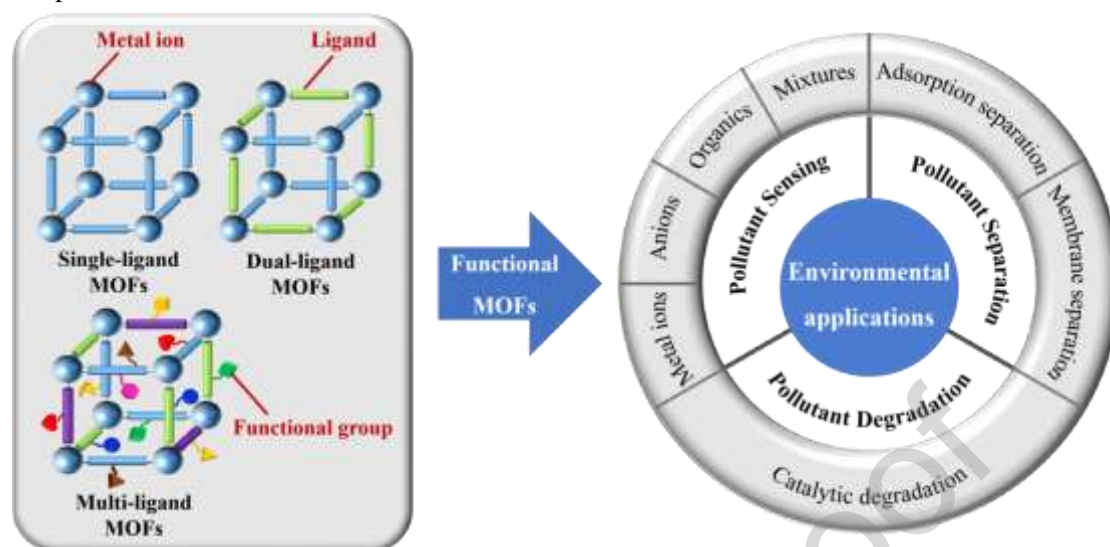 Metal ion
Ligand
Single-ligand
MOFs
Dual-ligand
MOFs
Functional group
Multi-ligand
MOFs
Functional
MOFs
Mixtures
Adsorption separation
Organics
Anions
Metal ions
Membrane separation
Pollutant Sensing
Pollutant Separation
Environmental
applications
Pollutant Degradation
Catalytic degradation